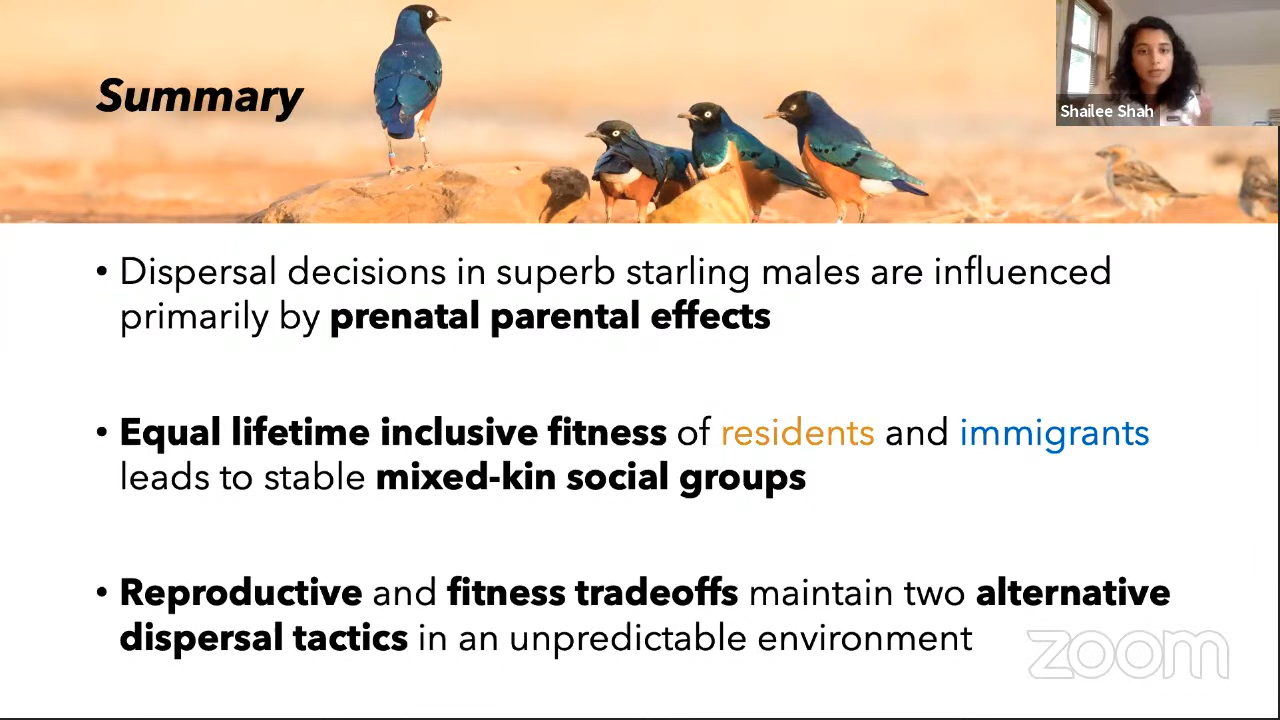 Summary
Shailee Shah
• Dispersal decisions in superb starling males are influenced
primarily by prenatal parental effects
• Equal lifetime inclusive fitness of residents and immigrants
leads to stable mixed-kin social groups
• Reproductive and fitness tradeoffs maintain two alternative
dispersal tactics in an unpredictable environment
zoom